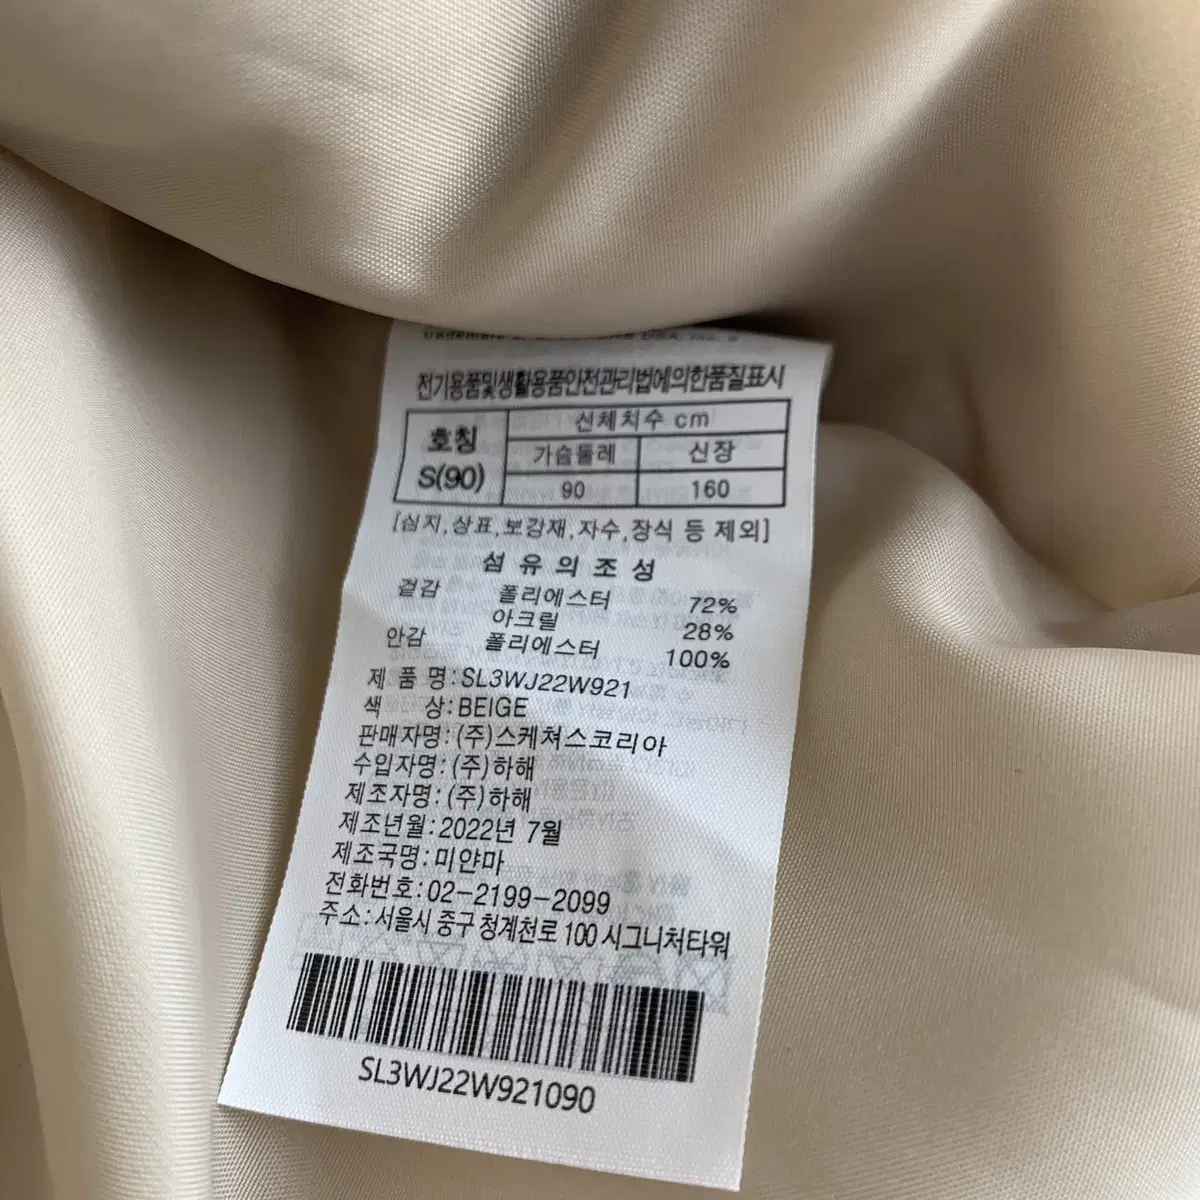 전기용품및생활용품안전관리법에의한품질표시
호칭 신체치수 cm
S(90) 가슴둘레 신장
90 160
[심지,상표,보강재,자수,장식 등 제외]
섬 유 의 조 성
겉감 폴리에스터 72%
아크릴 28%
안감 폴리에스터 100%
제 품 명:SL3WJ22W921
색 상:BEIGE
판매자명:(주)스케쳐스코리아
수입자명:(주)하해
제조자명:(주)하해
제조년월:2022년 7월
제조국명:미얀마
전화번호:02-2199-2099
주소:서울시 중구 청계천로 100 시그니처타워
SL3WJ22W921090